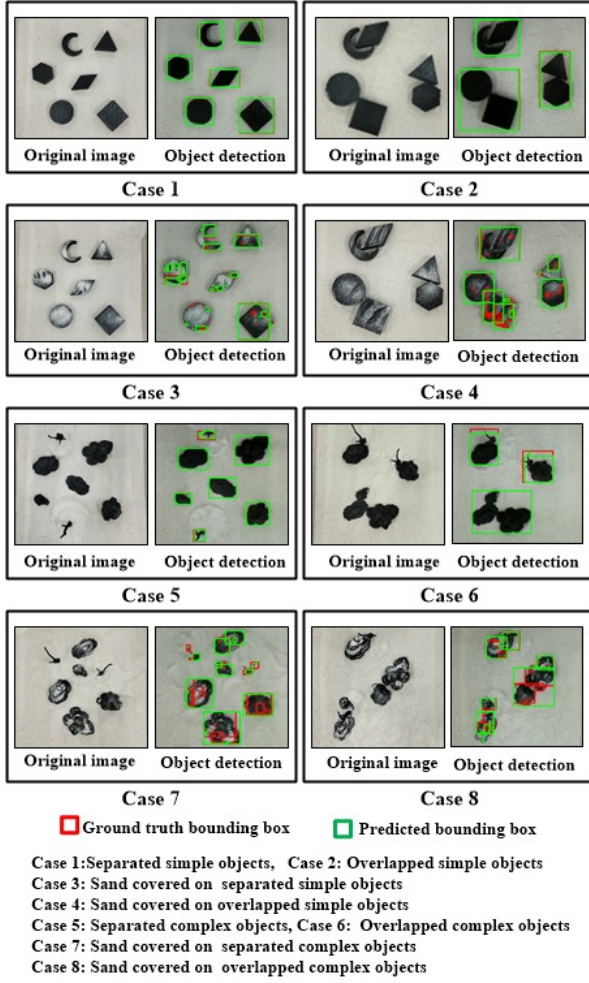 Original image Object detection Original image Object detection
Case 1 Case 2
Original image Object detection Original image Object detection
Case 3 Case 4
Original image Object detection Original image Object detection
Case 5 Case 6
Original image Object detection Original image Object detection
Case 7 Case 8
Ground truth bounding box Predicted bounding box
Case 1:Separated simple objects, Case 2: Overlapped simple objects
Case 3: Sand covered on separated simple objects
Case 4: Sand covered on overlapped simple objects
Case 5: Separated complex objects, Case 6: Overlapped complex objects
Case 7: Sand covered on separated complex objects
Case 8: Sand covered on overlapped complex objects